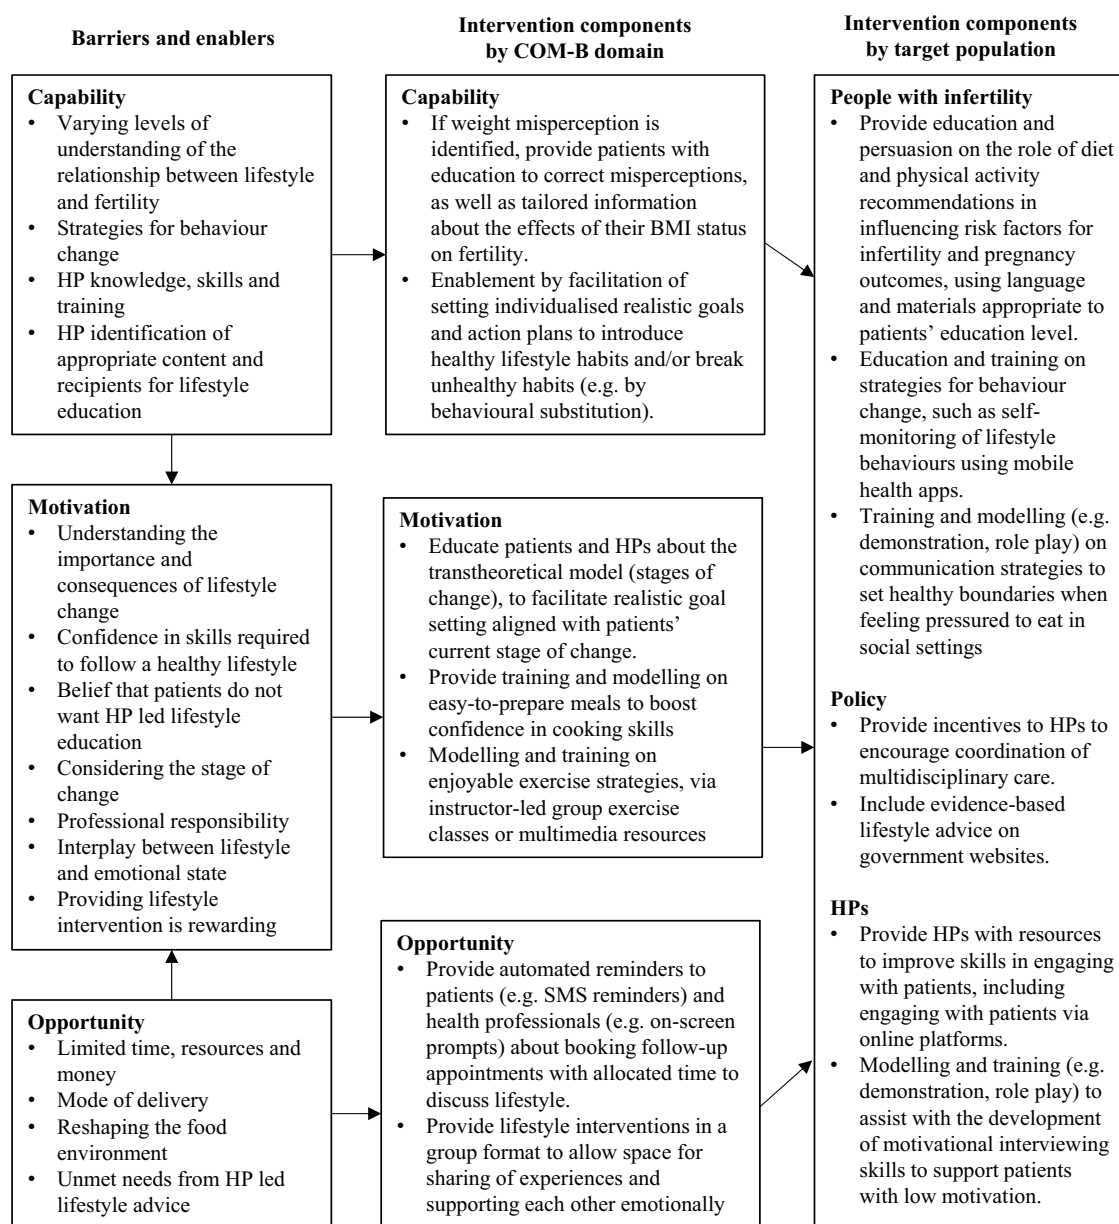 Barriers and enablers
Intervention components
by COM-B domain
Intervention components
by target population
Capability
• Varying levels of
understanding of the
relationship between lifestyle
and fertility
• Strategies for behaviour
change
• HP knowledge, skills and
training
• HP identification of
appropriate content and
recipients for lifestyle
education
Motivation
• Understanding the
importance and
consequences of lifestyle
change
• Confidence in skills required
to follow a healthy lifestyle
• Belief that patients do not
want HP led lifestyle
education
• Considering the stage of
change
• Professional responsibility
• Interplay between lifestyle
and emotional state
• Providing lifestyle
intervention is rewarding
Opportunity
• Limited time, resources and
money
• Mode of delivery
• Reshaping the food
environment
• Unmet needs from HP led
lifestyle advice
Capability
• If weight misperception is
identified, provide patients with
education to correct misperceptions,
as well as tailored information
about the effects of their BMI status
on fertility.
• Enablement by facilitation of
setting individualised realistic goals
and action plans to introduce
healthy lifestyle habits and/or break
unhealthy habits (e.g. by
behavioural substitution).
Motivation
• Educate patients and HPs about the
transtheoretical model (stages of
change), to facilitate realistic goal
setting aligned with patients’
current stage of change.
• Provide training and modelling on
easy-to-prepare meals to boost
confidence in cooking skills
• Modelling and training on
enjoyable exercise strategies, via
instructor-led group exercise
classes or multimedia resources
Opportunity
• Provide automated reminders to
patients (e.g. SMS reminders) and
health professionals (e.g. on-screen
prompts) about booking follow-up
appointments with allocated time to
discuss lifestyle.
• Provide lifestyle interventions in a
group format to allow space for
sharing of experiences and
supporting each other emotionally
People with infertility
• Provide education and
persuasion on the role of diet
and physical activity
recommendations in
influencing risk factors for
infertility and pregnancy
outcomes, using language
and materials appropriate to
patients’ education level.
• Education and training on
strategies for behaviour
change, such as self-
monitoring of lifestyle
behaviours using mobile
health apps.
• Training and modelling (e.g.
demonstration, role play) on
communication strategies to
set healthy boundaries when
feeling pressured to eat in
social settings
Policy
• Provide incentives to HPs to
encourage coordination of
multidisciplinary care.
• Include evidence-based
lifestyle advice on
government websites.
HPs
• Provide HPs with resources
to improve skills in engaging
with patients, including
engaging with patients via
online platforms.
• Modelling and training (e.g.
demonstration, role play) to
assist with the development
of motivational interviewing
skills to support patients
with low motivation.